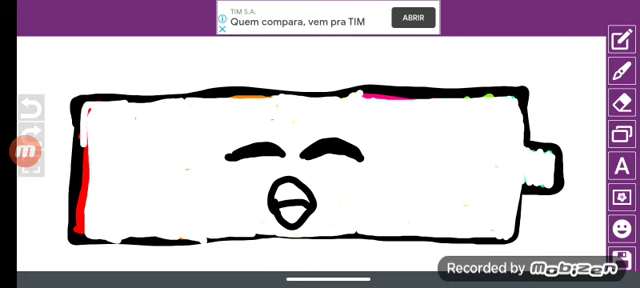 TIM S.A.
Quem compara, vem pra TIM
ABRIR
A
Recorded by MOBIZEN